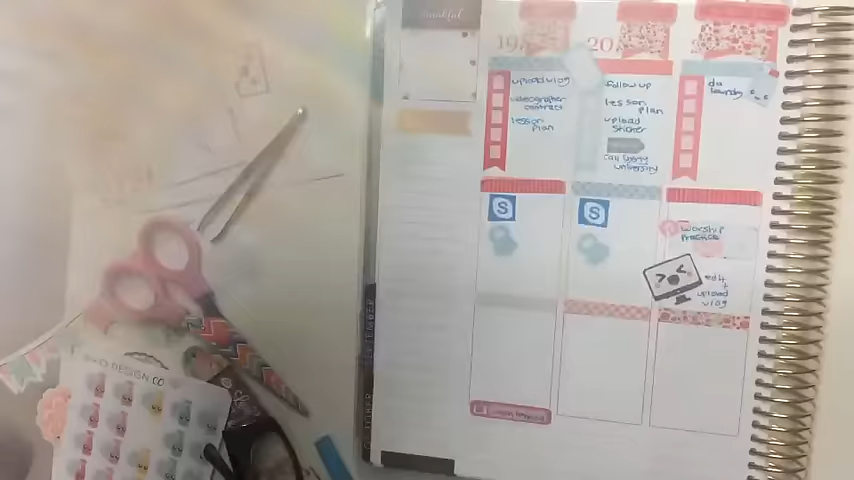 thankful
19
20
upload vlog
videographer
contract
lesson
plan
follow up
lesson
plan
upload
sticker
call liberty
university
do
laundry
S
S
worship
practice
edit
+
upload
vlog
SEPTEMBER
DESIGN CO